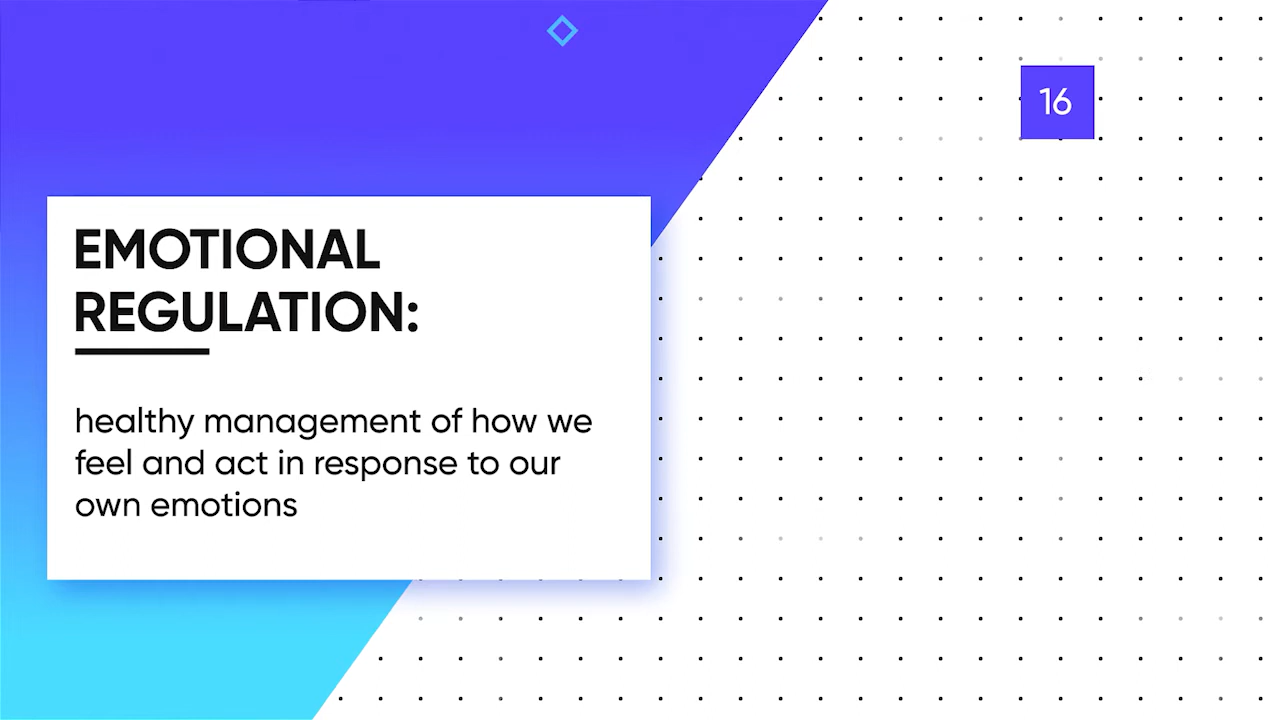 16
EMOTIONAL
REGULATION:
healthy management of how we
feel and act in response to our
own emotions